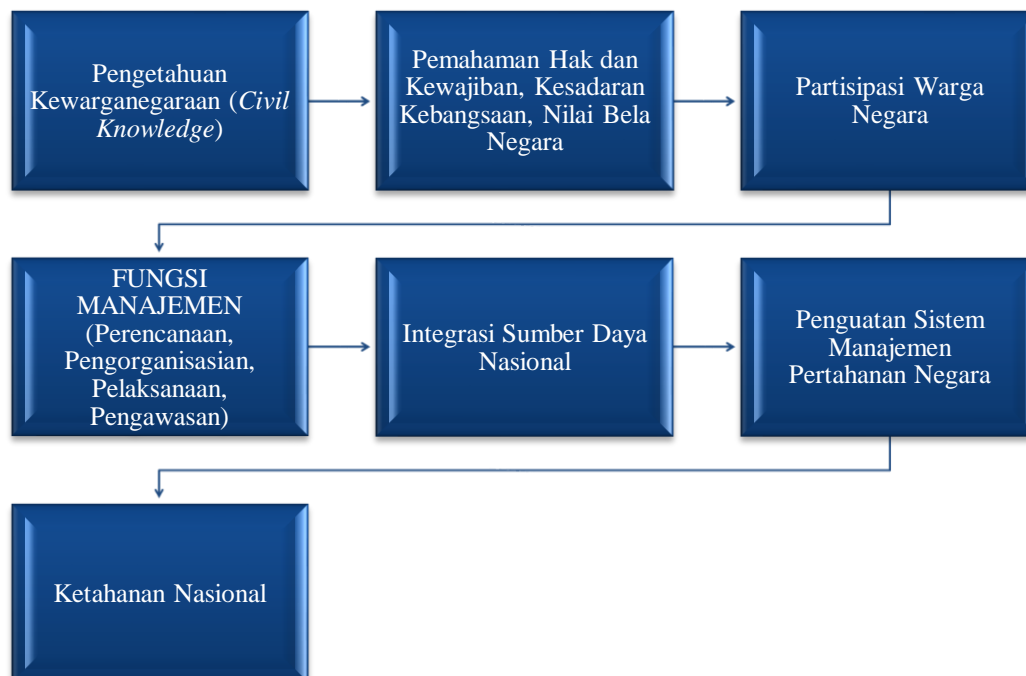 Pengetahuan
Kewarganegaraan (Civil
Knowledge)
Pemahaman Hak dan
Kewajiban, Kesadaran
Kebangsaan, Nilai Bela
Negara
Partisipasi Warga
Negara
FUNGSI
MANAJEMEN
(Perencanaan,
Pengorganisasian,
Pelaksanaan,
Pengawasan)
Integrasi Sumber Daya
Nasional
Penguatan Sistem
Manajemen
Pertahanan Negara
Ketahanan Nasional